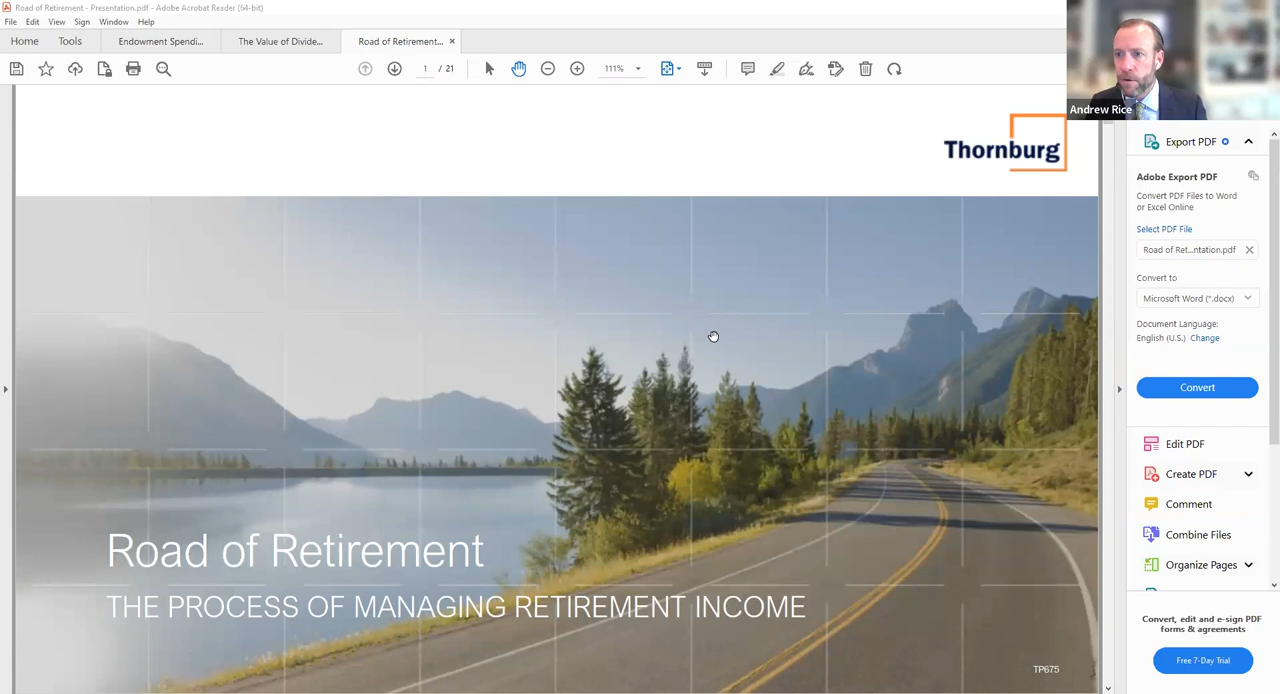 Road of Retirement - Presentation.pdf - Adobe Acrobat Reader (64-bit)
File Edit View Sign Window Help
Home Tools Endowment Spendi... The Value of Divide... Road of Retirement... ×
1 / 21 111%
Andrew Rice
Thornburg
Export PDF
Adobe Export PDF
Convert PDF Files to Word
or Excel Online
Select PDF File
Road of Ret...ntation.pdf
Convert to
Microsoft Word (*.docx)
Document Language:
English (U.S.) Change
Convert
Edit PDF
Create PDF
Comment
Combine Files
Organize Pages
Road of Retirement
THE PROCESS OF MANAGING RETIREMENT INCOME
TP675
Convert, edit and e-sign PDF
forms & agreements
Free 7-Day Trial